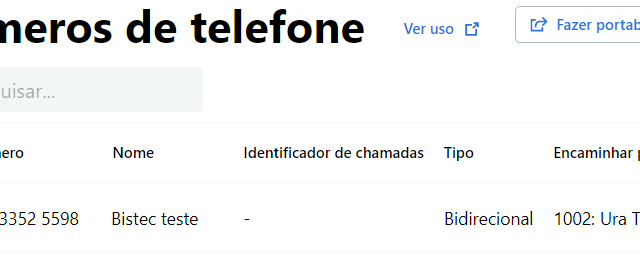 meros de telefone
Ver uso
Fazer portab
uisar...
nero Nome Identificador de chamadas Tipo Encaminhar p
3352 5598 Bistec teste - Bidirecional 1002: Ura T